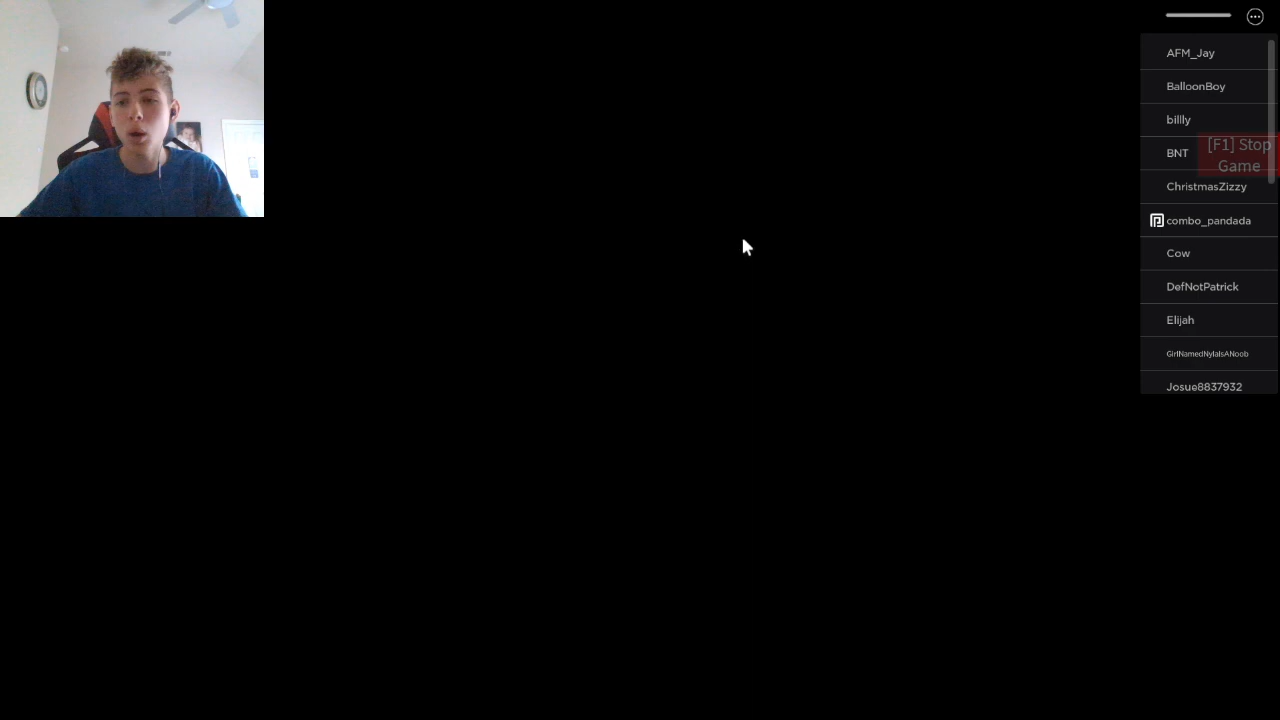 AFM_Jay
BalloonBoy
billly
BNT
[F1] Stop
Game
ChristmasZizzy
combo_pandada
Cow
DefNotPatrick
Elijah
GirlNamedNylaIsANoob
Josue8837932